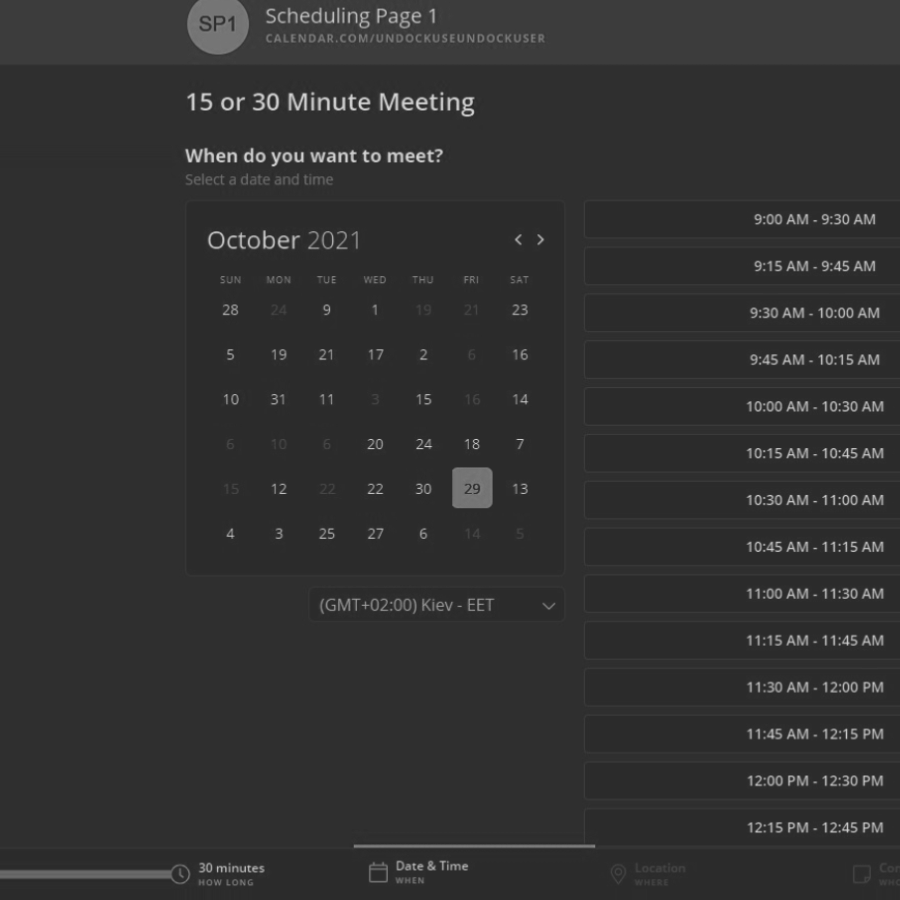 SP1
Scheduling Page 1
CALENDAR.COM/UNDOCKUSEUNDOCKUSER
15 or 30 Minute Meeting
When do you want to meet?
Select a date and time
October 2021
SUN MON TUE WED THU FRI SAT
28 24 9 1 19 21 23
5 19 21 17 2 6 16
10 31 11 3 15 16 14
6 10 6 20 24 18 7
15 12 22 22 30 29 13
4 3 25 27 6 14 5
(GMT+02:00) Kiev - EET
9:00 AM - 9:30 AM
9:15 AM - 9:45 AM
9:30 AM - 10:00 AM
9:45 AM - 10:15 AM
10:00 AM - 10:30 AM
10:15 AM - 10:45 AM
10:30 AM - 11:00 AM
10:45 AM - 11:15 AM
11:00 AM - 11:30 AM
11:15 AM - 11:45 AM
11:30 AM - 12:00 PM
11:45 AM - 12:15 PM
12:00 PM - 12:30 PM
12:15 PM - 12:45 PM
30 minutes
HOW LONG
Date & Time
WHEN
Location
WHERE